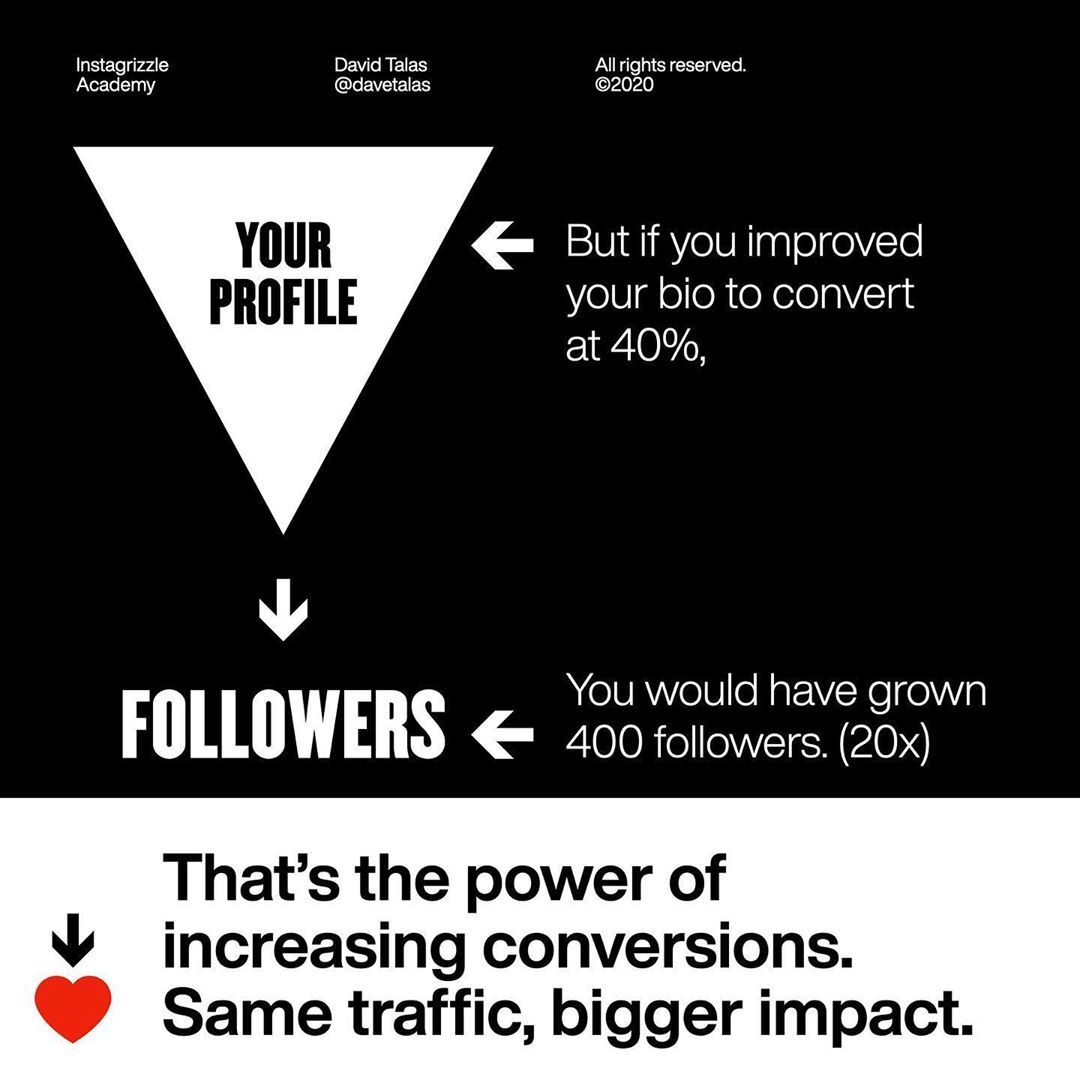 Instagrizzle
Academy
David Talas
@davetalas
All rights reserved.
©2020
YOUR
PROFILE
But if you improved
your bio to convert
at 40%,
FOLLOWERS
You would have grown
400 followers. (20x)
That’s the power of
increasing conversions.
Same traffic, bigger impact.